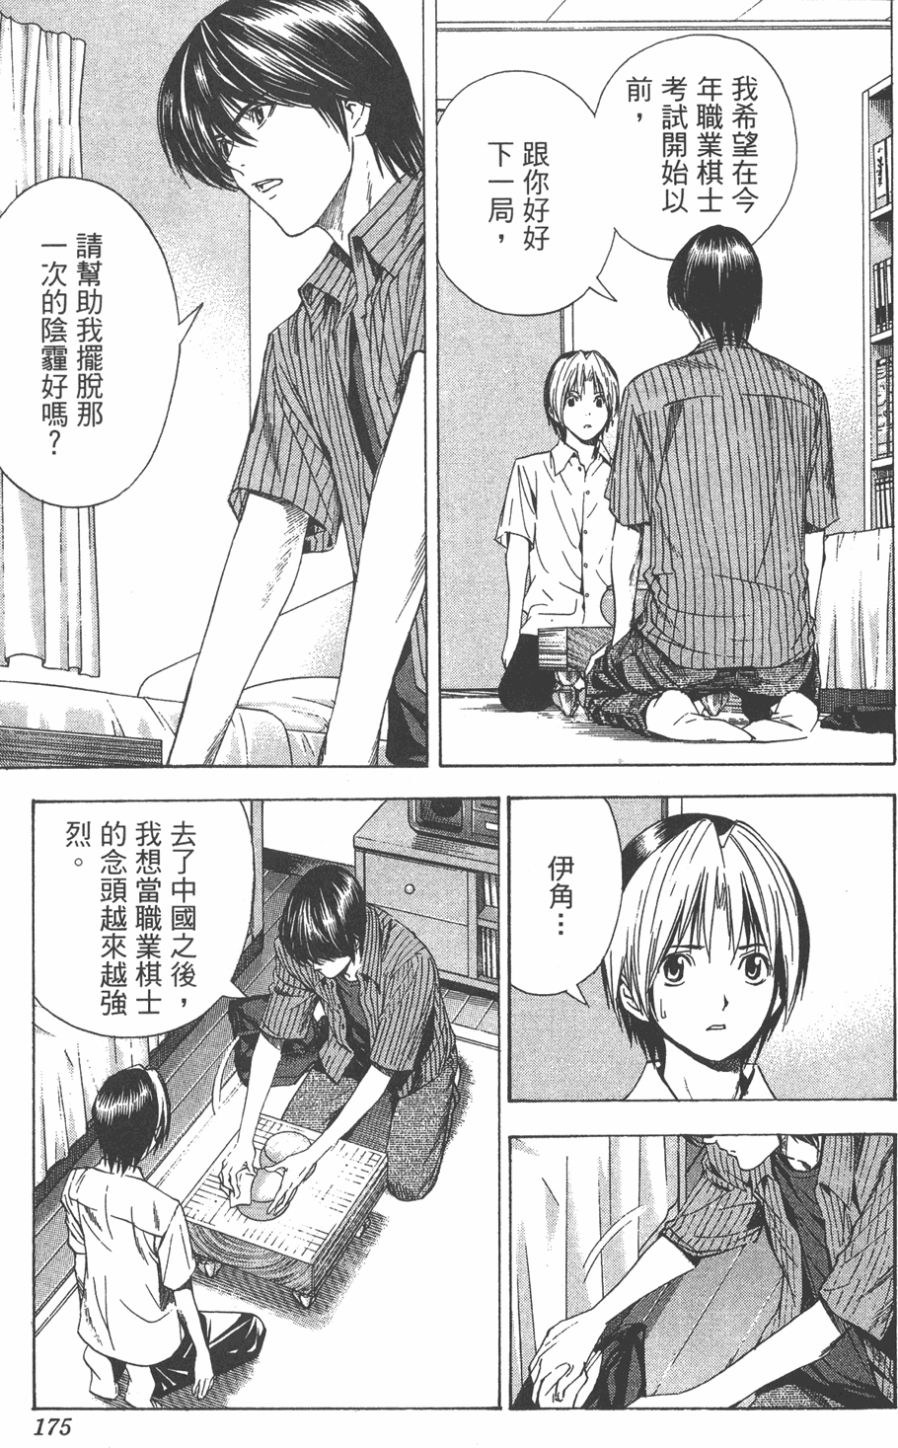 我希望在今
年職業棋士
考試開始以
前，
跟你好好
下一局，
請幫助我擺脫那
一次的陰霾好嗎？
伊角…
去了中國之後，
我想當職業棋士
的念頭越來越強
烈。
175